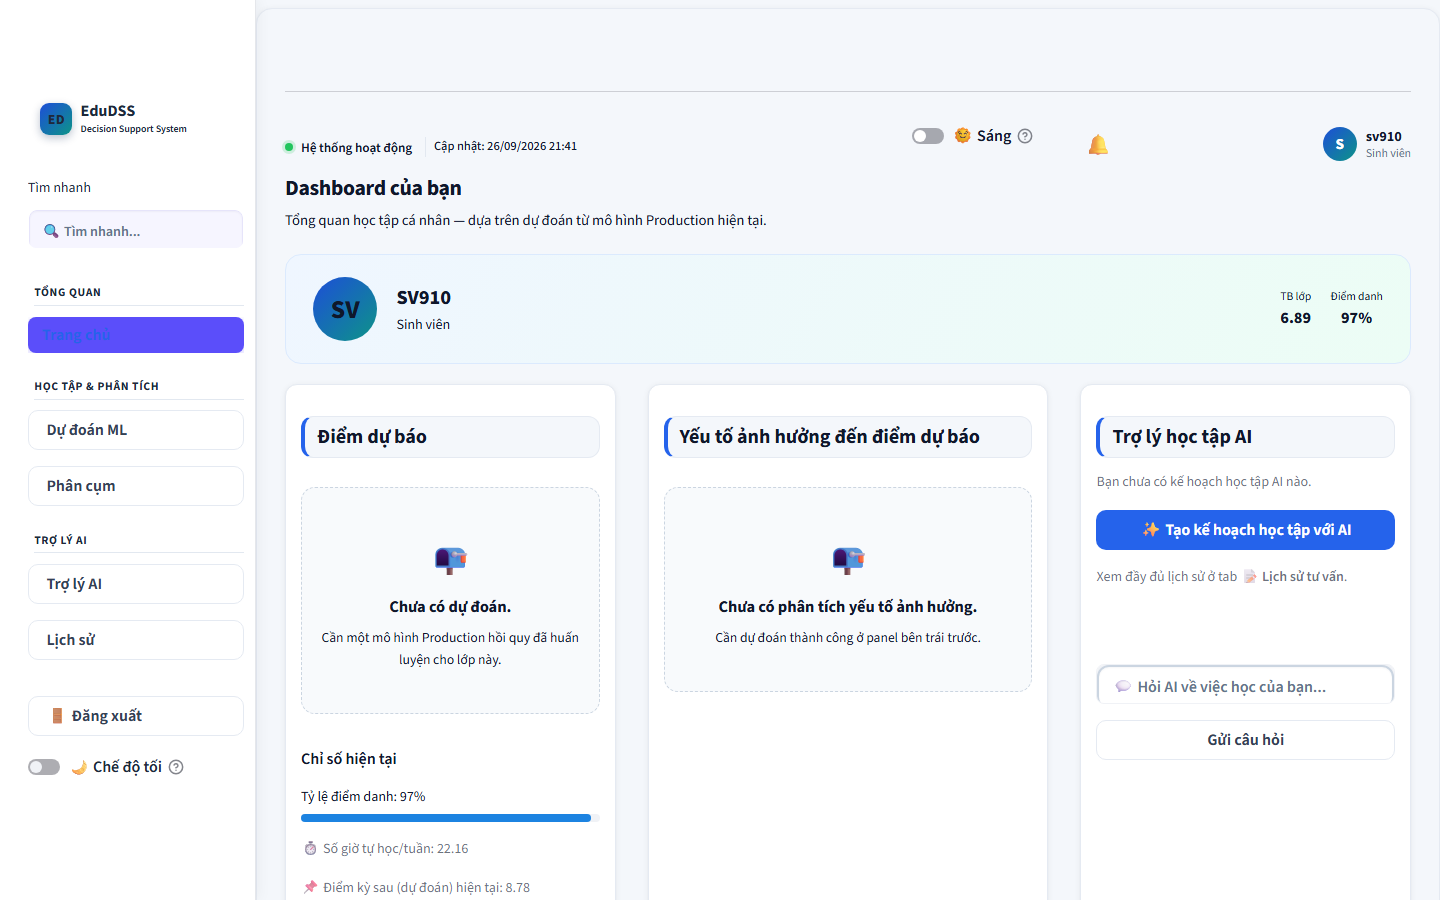 ED
EduDSS
Decision Support System
Tìm nhanh
🔍 Tìm nhanh...
TỔNG QUAN
Trang chủ
HỌC TẬP & PHÂN TÍCH
Dự đoán ML
Phân cụm
TRỢ LÝ AI
Trợ lý AI
Lịch sử
🚪 Đăng xuất
🌙 Chế độ tối
Hệ thống hoạt động
Cập nhật: 26/09/2026 21:41
🌞 Sáng
S
sv910
Sinh viên
Dashboard của bạn
Tổng quan học tập cá nhân — dựa trên dự đoán từ mô hình Production hiện tại.
SV
SV910
Sinh viên
TB lớp
6.89
Điểm danh
97%
Điểm dự báo
Chưa có dự đoán.
Cần một mô hình Production hồi quy đã huấn
luyện cho lớp này.
Chỉ số hiện tại
Tỷ lệ điểm danh: 97%
⏱️ Số giờ tự học/tuần: 22.16
📌 Điểm kỳ sau (dự đoán) hiện tại: 8.78
Yếu tố ảnh hưởng đến điểm dự báo
Chưa có phân tích yếu tố ảnh hưởng.
Cần dự đoán thành công ở panel bên trái trước.
Trợ lý học tập AI
Bạn chưa có kế hoạch học tập AI nào.
✨ Tạo kế hoạch học tập với AI
Xem đầy đủ lịch sử ở tab 📝 Lịch sử tư vấn.
💬 Hỏi AI về việc học của bạn...
Gửi câu hỏi